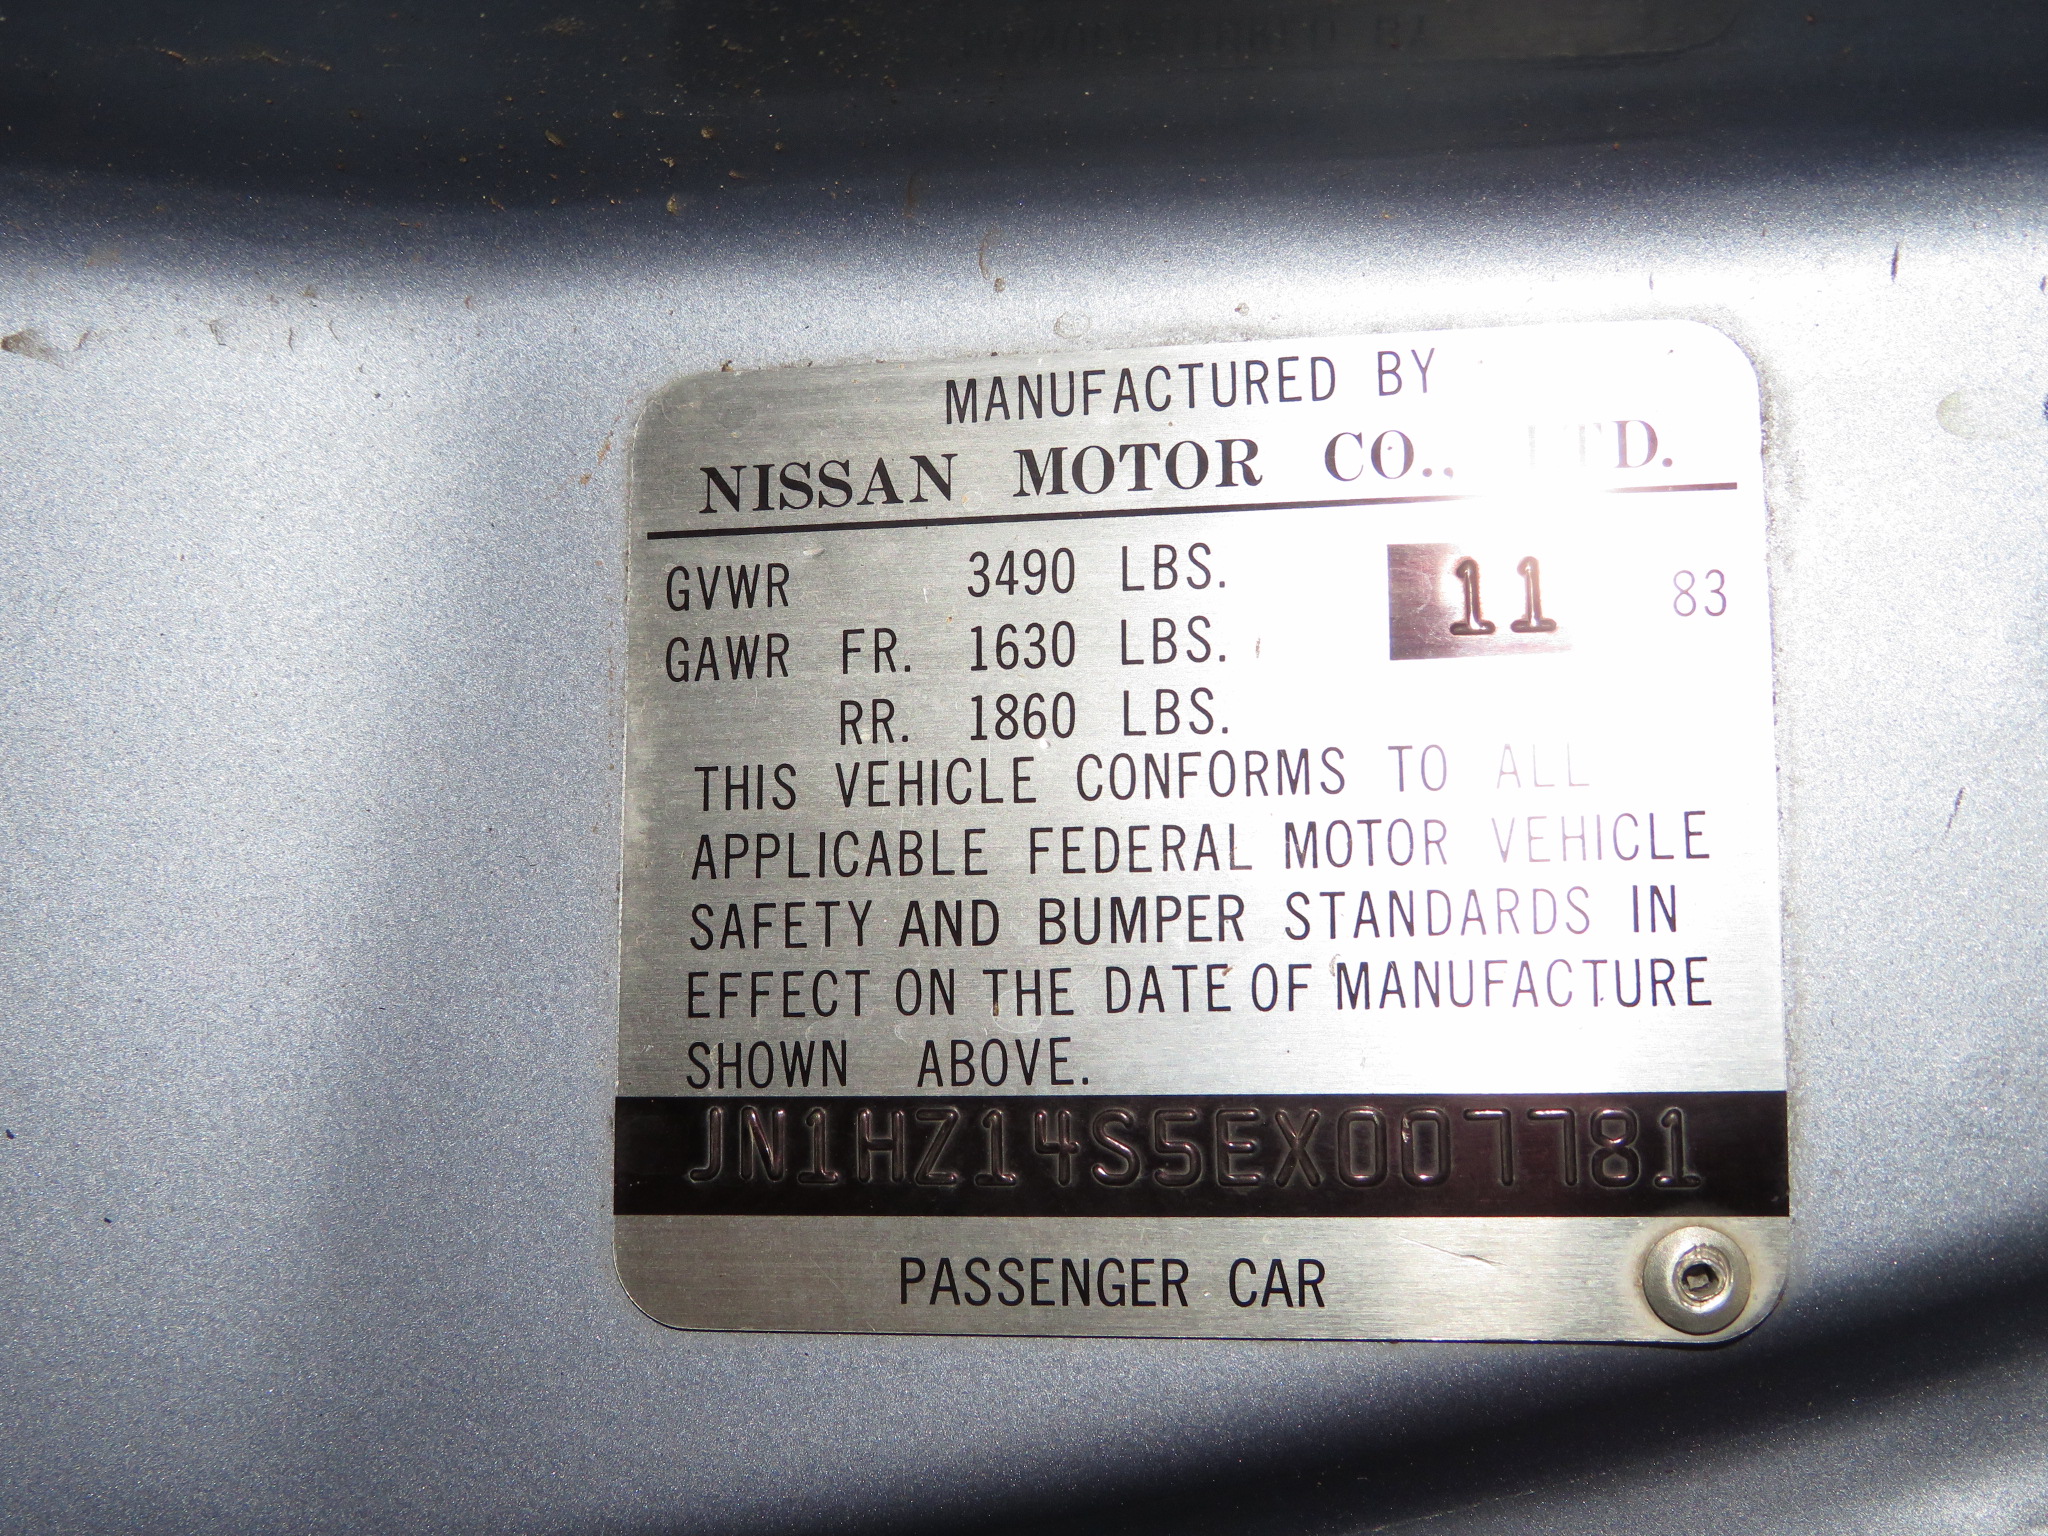 MANUFACTURED BY
NISSAN MOTOR CO., LTD.
GVWR 3490 LBS. 11 83
GAWR FR. 1630 LBS.
RR. 1860 LBS.
THIS VEHICLE CONFORMS TO ALL
APPLICABLE FEDERAL MOTOR VEHICLE
SAFETY AND BUMPER STANDARDS IN
EFFECT ON THE DATE OF MANUFACTURE
SHOWN ABOVE.
JN1HZ14S5EX007781
PASSENGER CAR